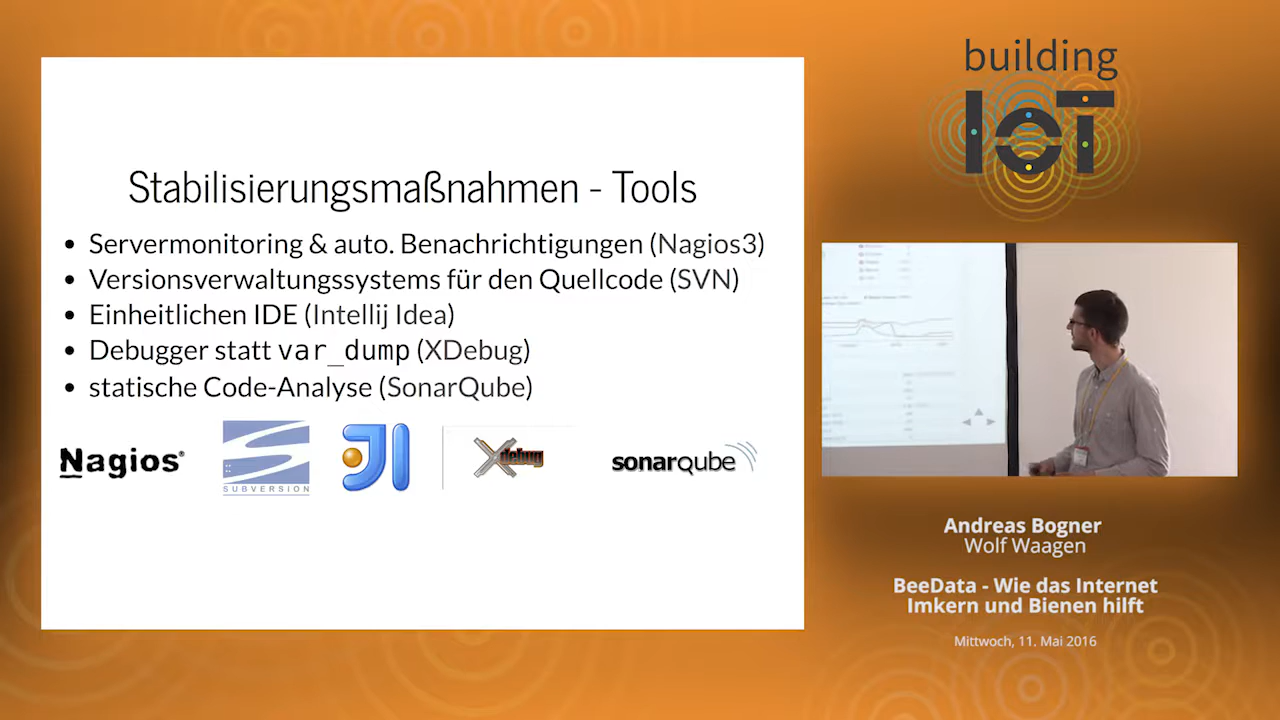 Stabilisierungsmaßnahmen - Tools
• Servermonitoring & auto. Benachrichtigungen (Nagios3)
• Versionsverwaltungssystems für den Quellcode (SVN)
• Einheitlichen IDE (Intellij Idea)
• Debugger statt var_dump (XDebug)
• statische Code-Analyse (SonarQube)
Nagios®
SUBVERSION
JI
Xdebug
sonarqube
building
IoT
Andreas Bogner
Wolf Waagen
BeeData - Wie das Internet
Imkern und Bienen hilft
Mittwoch, 11. Mai 2016